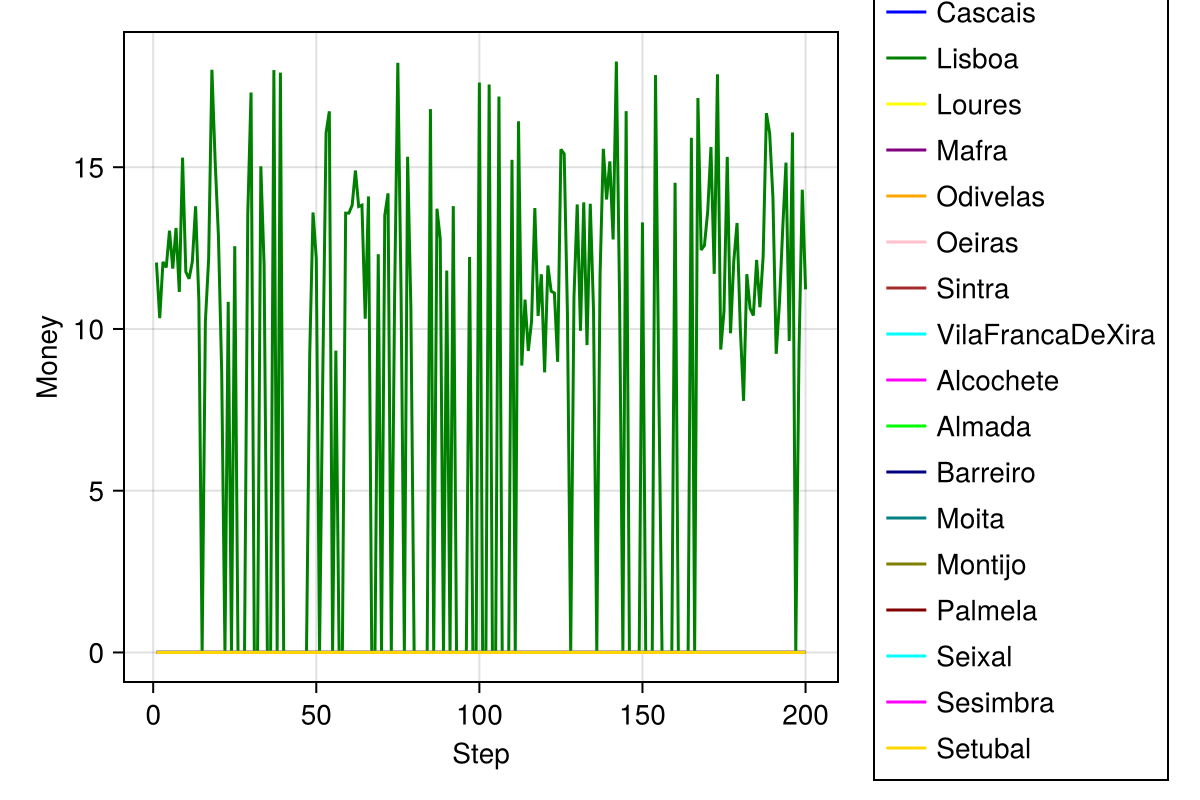 Money
15
10
5
0
0
50
100
150
200
Step
Cascais
Lisboa
Loures
Mafra
Odivelas
Oeiras
Sintra
VilaFrancaDeXira
Alcochete
Almada
Barreiro
Moita
Montijo
Palmela
Seixal
Sesimbra
Setubal